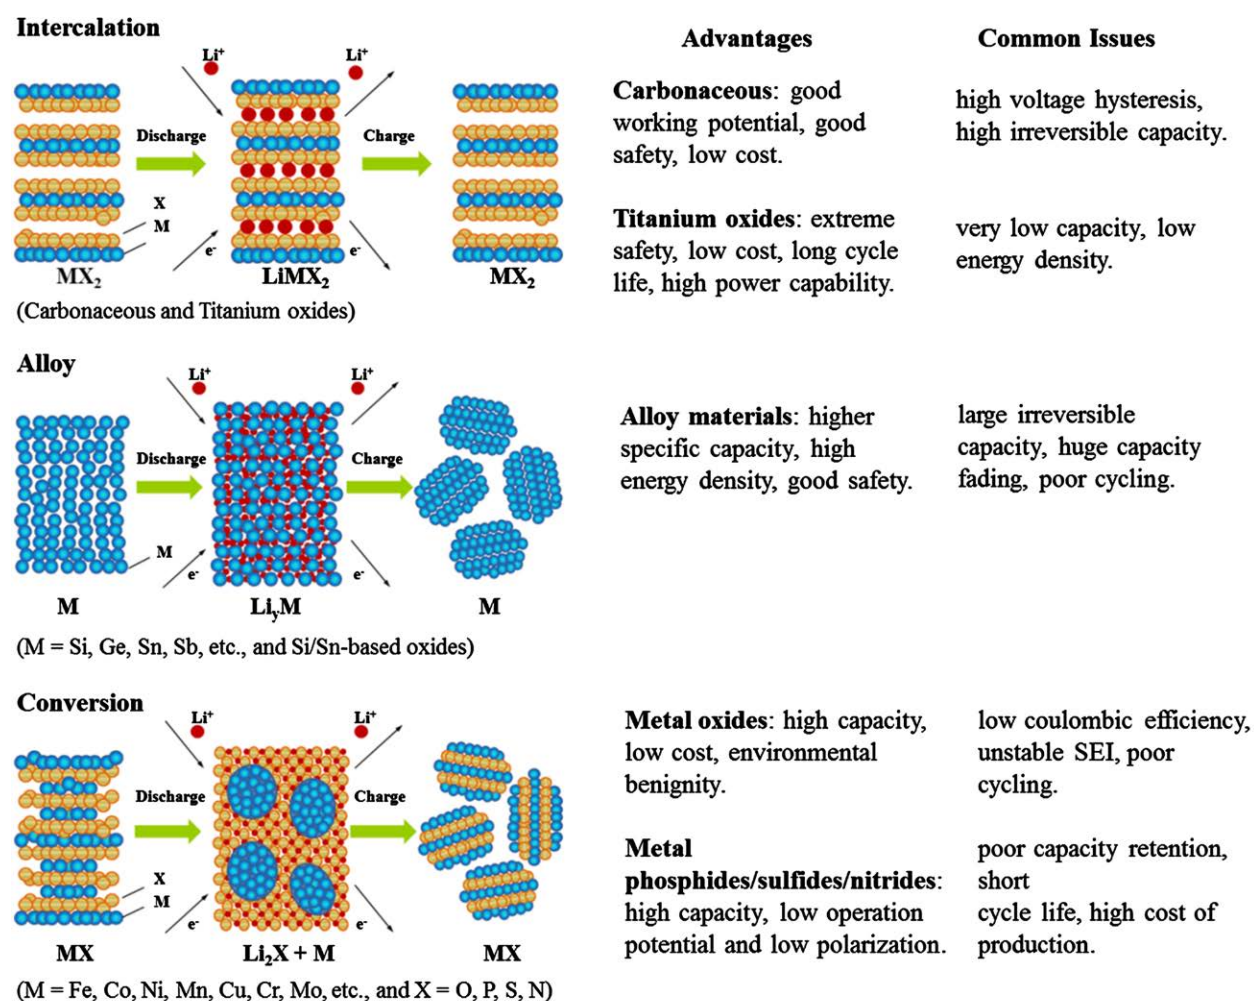 Intercalation
Advantages
Common Issues
Li⁺
Li⁺
Discharge
Charge
X
M
e⁻
e⁻
MX₂
LiMX₂
MX₂
(Carbonaceous and Titanium oxides)
Carbonaceous: good
working potential, good
safety, low cost.
high voltage hysteresis,
high irreversible capacity.
Titanium oxides: extreme
safety, low cost, long cycle
life, high power capability.
very low capacity, low
energy density.
Alloy
Li⁺
Li⁺
Discharge
Charge
M
e⁻
e⁻
M
LiᵧM
M
(M = Si, Ge, Sn, Sb, etc., and Si/Sn-based oxides)
Alloy materials: higher
specific capacity, high
energy density, good safety.
large irreversible
capacity, huge capacity
fading, poor cycling.
Conversion
Li⁺
Li⁺
Discharge
Charge
X
M
e⁻
e⁻
MX
Li₂X + M
MX
(M = Fe, Co, Ni, Mn, Cu, Cr, Mo, etc., and X = O, P, S, N)
Metal oxides: high capacity,
low cost, environmental
benignity.
low coulombic efficiency,
unstable SEI, poor
cycling.
Metal
phosphides/sulfides/nitrides:
high capacity, low operation
potential and low polarization.
poor capacity retention,
short
cycle life, high cost of
production.